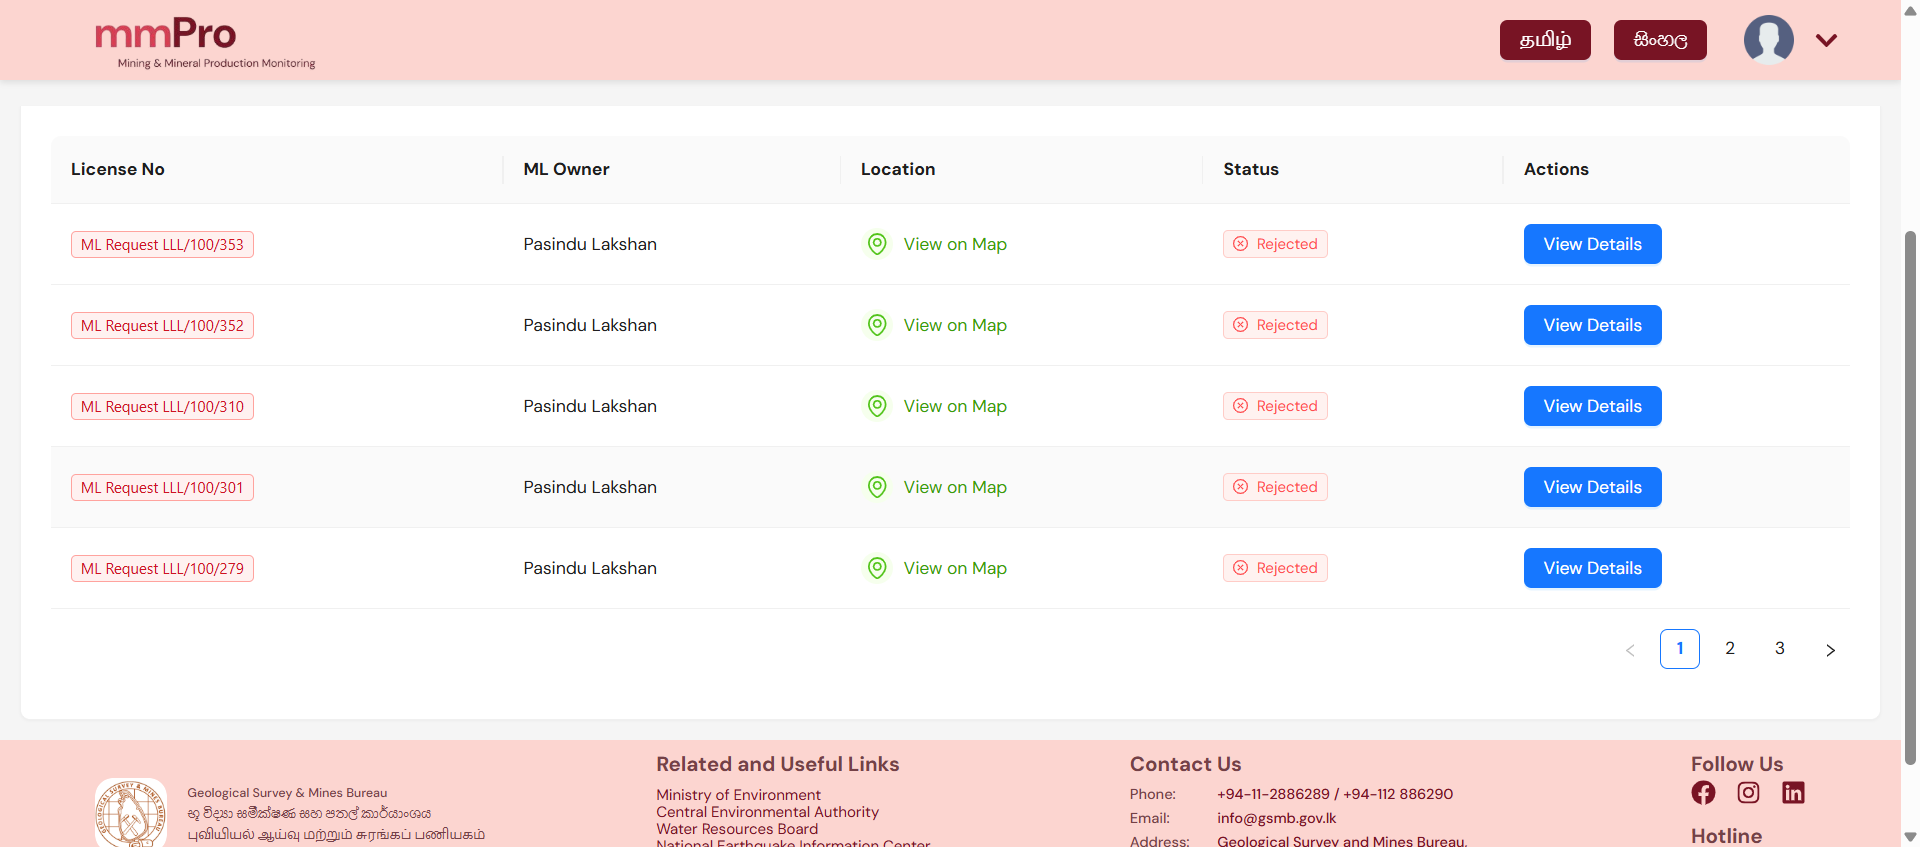 mmPro
Mining & Mineral Production Monitoring
தமிழ்
සිංහල
License No ML Owner Location Status Actions
ML Request LLL/100/353 Pasindu Lakshan View on Map Rejected View Details
ML Request LLL/100/352 Pasindu Lakshan View on Map Rejected View Details
ML Request LLL/100/310 Pasindu Lakshan View on Map Rejected View Details
ML Request LLL/100/301 Pasindu Lakshan View on Map Rejected View Details
ML Request LLL/100/279 Pasindu Lakshan View on Map Rejected View Details
< 1 2 3 >
Geological Survey & Mines Bureau
භූ විද්‍යා සමීක්ෂණ සහ පතල් කාර්යාංශය
புவியியல் ஆய்வு மற்றும் சுரங்கப் பணியகம்
Related and Useful Links
Ministry of Environment
Central Environmental Authority
Water Resources Board
National Earthquake Information Center
Contact Us
Phone: +94-11-2886289 / +94-112 886290
Email: info@gsmb.gov.lk
Address: Geological Survey and Mines Bureau,
Follow Us
Hotline